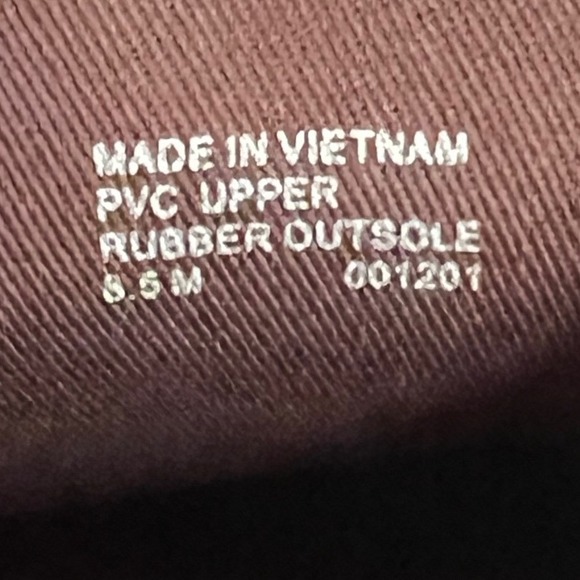 MADE IN VIETNAM
PVC UPPER
RUBBER OUTSOLE
M 001201